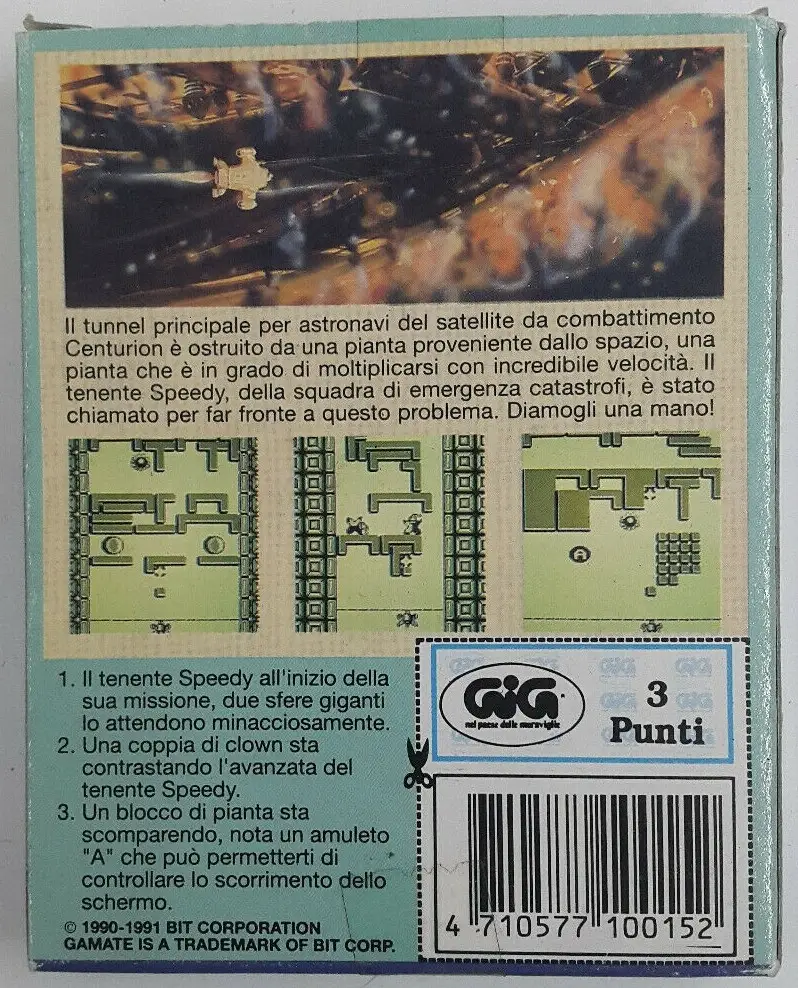 Il tunnel principale per astronavi del satellite da combattimento
Centurion è ostruito da una pianta proveniente dallo spazio, una
pianta che è in grado di moltiplicarsi con incredibile velocità. Il
tenente Speedy, della squadra di emergenza catastrofi, è stato
chiamato per far fronte a questo problema. Diamogli una mano!
1. Il tenente Speedy all'inizio della
sua missione, due sfere giganti
lo attendono minacciosamente.
2. Una coppia di clown sta
contrastando l'avanzata del
tenente Speedy.
3. Un blocco di pianta sta
scomparendo, nota un amuleto
"A" che può permetterti di
controllare lo scorrimento dello
schermo.
© 1990-1991 BIT CORPORATION
GAMATE IS A TRADEMARK OF BIT CORP.
GiG
nel paese delle meraviglie
3
Punti
4 710577 100152